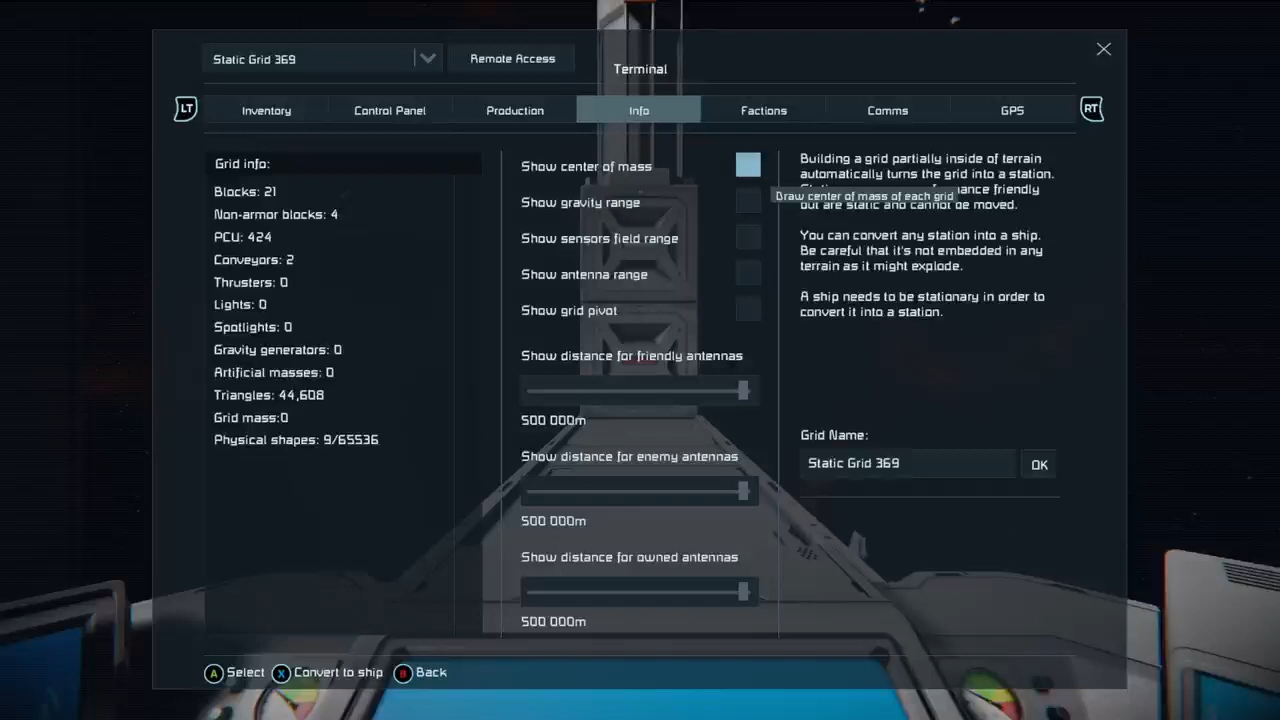 Static Grid 369
Remote Access
Terminal
LT
Inventory
Control Panel
Production
Info
Factions
Comms
GPS
RT
Grid info:
Blocks: 21
Non-armor blocks: 4
PCU: 424
Conveyors: 2
Thrusters: 0
Lights: 0
Spotlights: 0
Gravity generators: 0
Artificial masses: 0
Triangles: 44,608
Grid mass:0
Physical shapes: 9/65536
Show center of mass
Show gravity range
Show sensors field range
Show antenna range
Show grid pivot
Show distance for friendly antennas
500 000m
Show distance for enemy antennas
500 000m
Show distance for owned antennas
500 000m
Building a grid partially inside of terrain
automatically turns the grid into a station.
friendly
Draw center of mass of each grid
but are static and cannot be moved.
You can convert any station into a ship.
Be careful that it's not embedded in any
terrain as it might explode.
A ship needs to be stationary in order to
convert it into a station.
Grid Name:
Static Grid 369
OK
A Select
X Convert to ship
B Back